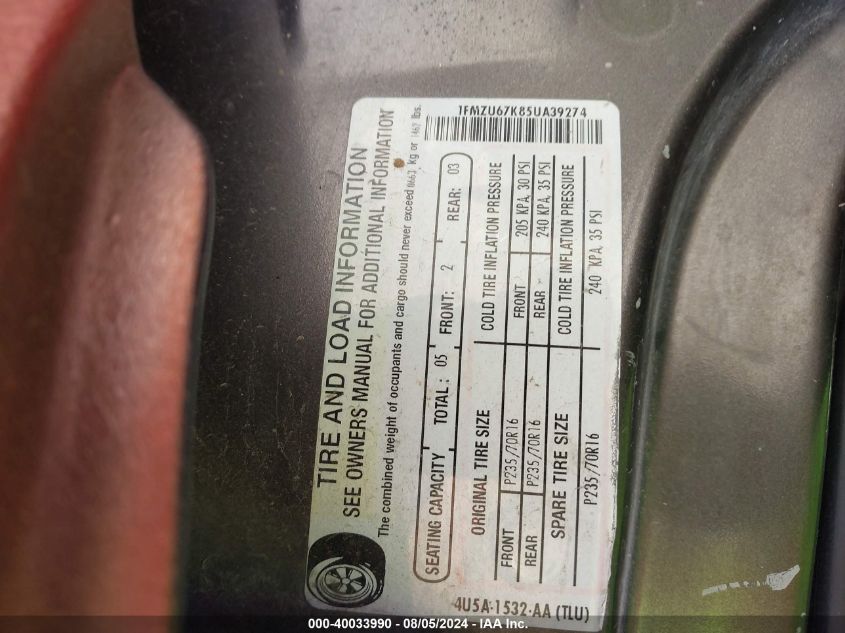 TIRE AND LOAD INFORMATION
SEE OWNERS MANUAL FOR ADDITIONAL INFORMATION
The combined weight of occupants and cargo should never exceed (663) kg or 1462 lbs.
1FMZU67K85UA39274
SEATING CAPACITY TOTAL: 05 FRONT: 2 REAR: 03
ORIGINAL TIRE SIZE COLD TIRE INFLATION PRESSURE
FRONT P235/70R16 FRONT 205 KPA, 30 PSI
REAR P235/70R16 REAR 240 KPA, 35 PSI
SPARE TIRE SIZE COLD TIRE INFLATION PRESSURE
P235/70R16 240 KPA, 35 PSI
4U5A-1532-AA (TLU)
000-40033990 - 08/05/2024 - IAA Inc.